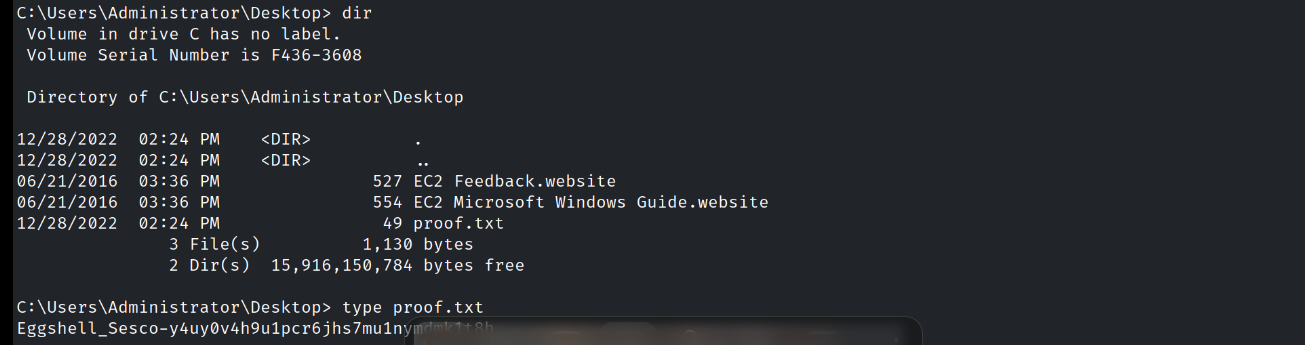 C:\Users\Administrator\Desktop> dir
 Volume in drive C has no label.
 Volume Serial Number is F436-3608

 Directory of C:\Users\Administrator\Desktop

12/28/2022  02:24 PM    <DIR>          .
12/28/2022  02:24 PM    <DIR>          ..
06/21/2016  03:36 PM               527 EC2 Feedback.website
06/21/2016  03:36 PM               554 EC2 Microsoft Windows Guide.website
12/28/2022  02:24 PM                49 proof.txt
               3 File(s)          1,130 bytes
               2 Dir(s)  15,916,150,784 bytes free

C:\Users\Administrator\Desktop> type proof.txt